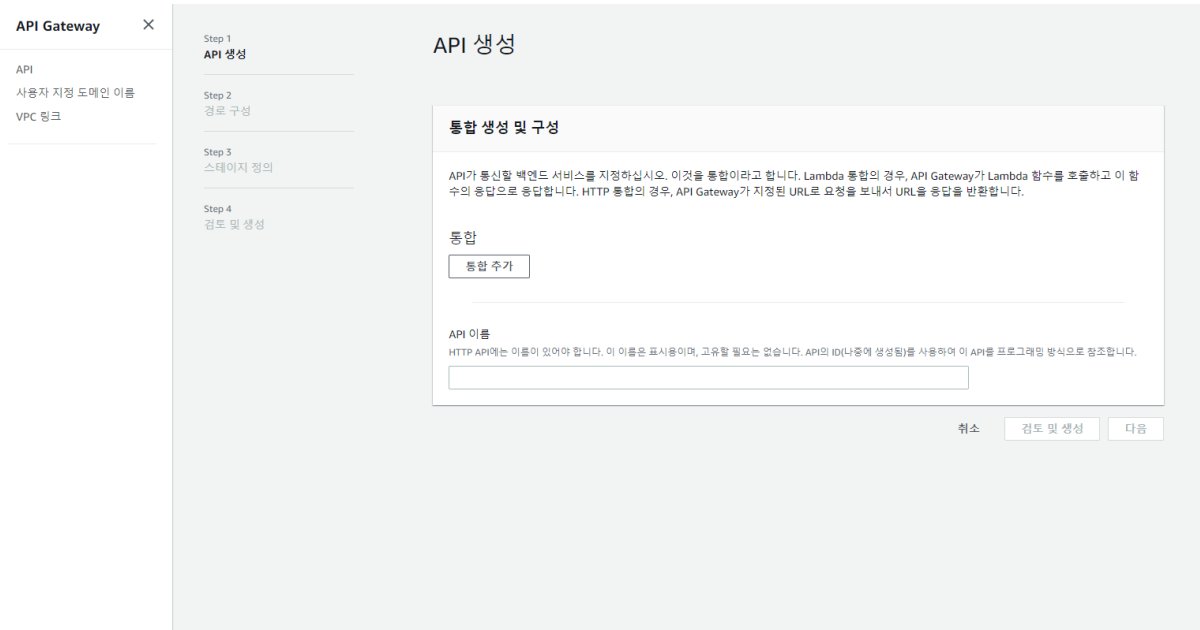 API Gateway
API
사용자 지정 도메인 이름
VPC 링크
Step 1
API 생성
Step 2
경로 구성
Step 3
스테이지 정의
Step 4
검토 및 생성
API 생성
통합 생성 및 구성
API가 통신할 백엔드 서비스를 지정하십시오. 이것을 통합이라고 합니다. Lambda 통합의 경우, API Gateway가 Lambda 함수를 호출하고 이 함
수의 응답으로 응답합니다. HTTP 통합의 경우, API Gateway가 지정된 URL로 요청을 보내서 URL을 응답을 반환합니다.
통합
통합 추가
API 이름
HTTP API에는 이름이 있어야 합니다. 이 이름은 표시용이며, 고유할 필요는 없습니다. API의 ID(나중에 생성됨)를 사용하여 이 API를 프로그래밍 방식으로 참조합니다.
취소
검토 및 생성
다음